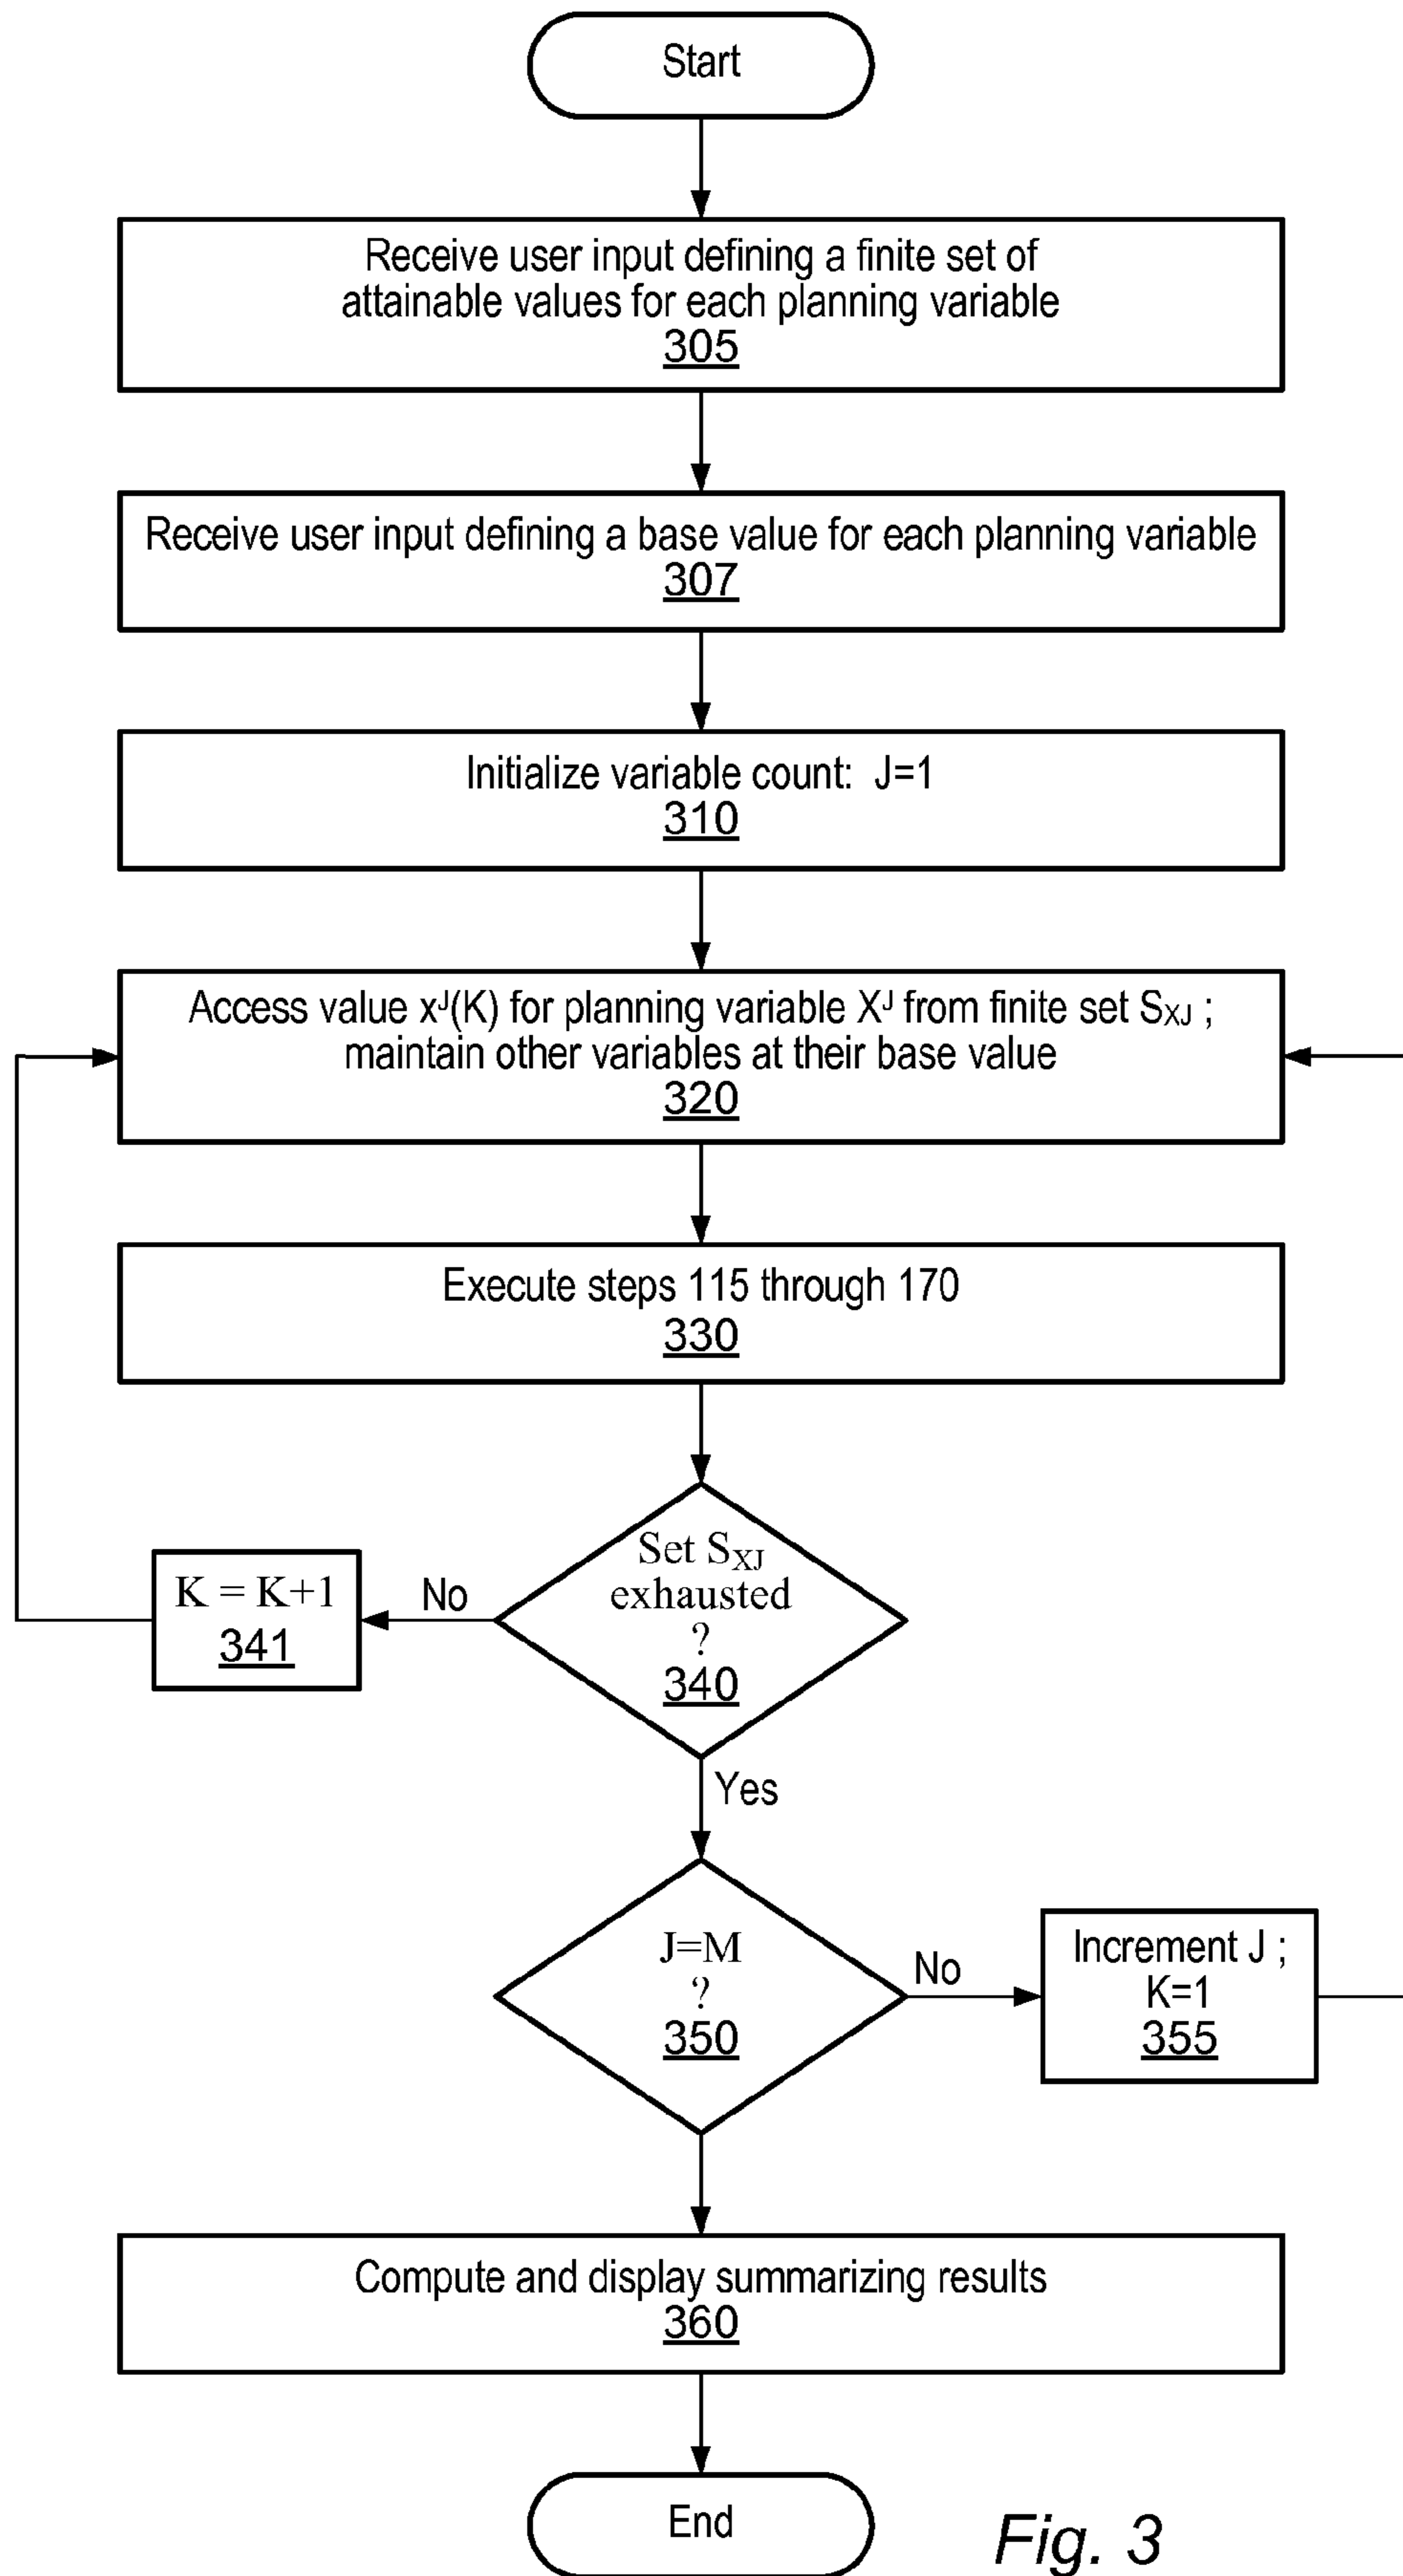 Start
Receive user input defining a finite set of
attainable values for each planning variable
305
Receive user input defining a base value for each planning variable
307
Initialize variable count: J=1
310
Access value xᴶ(K) for planning variable Xᴶ from finite set S_XJ ;
maintain other variables at their base value
320
Execute steps 115 through 170
330
Set S_XJ
exhausted
?
340
No
K = K+1
341
Yes
J=M
?
350
No
Increment J ;
K=1
355
Compute and display summarizing results
360
End
Fig. 3